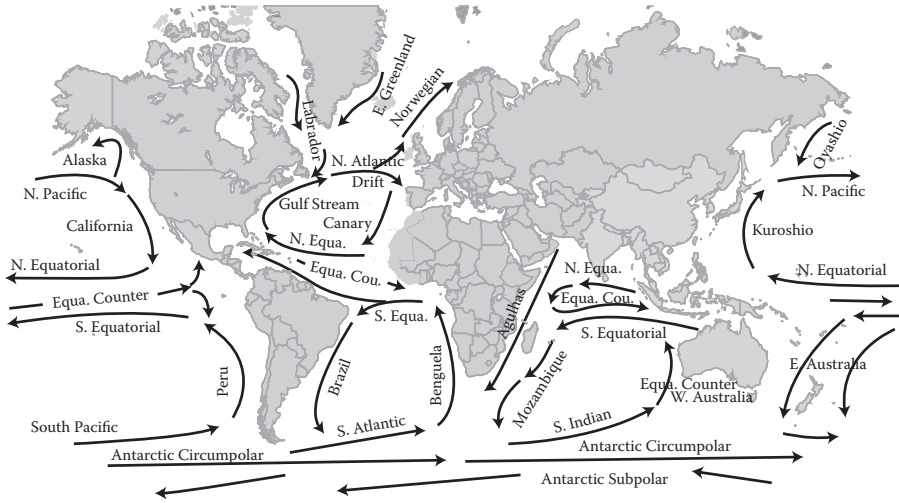 E. Greenland
Norwegian
Labrador
Oyashio
Alaska
N. Atlantic
Drift
N. Pacific
N. Pacific
Gulf Stream
California
Canary
Kuroshio
N. Equa.
N. Equatorial
Equa. Cou.
N. Equa.
N. Equatorial
Equa. Counter
Equa. Cou.
S. Equatorial
S. Equa.
Agulhas
S. Equatorial
Peru
Brazil
Benguela
Mozambique
E. Australia
Equa. Counter
W. Australia
South Pacific
S. Atlantic
S. Indian
Antarctic Circumpolar
Antarctic Circumpolar
Antarctic Subpolar